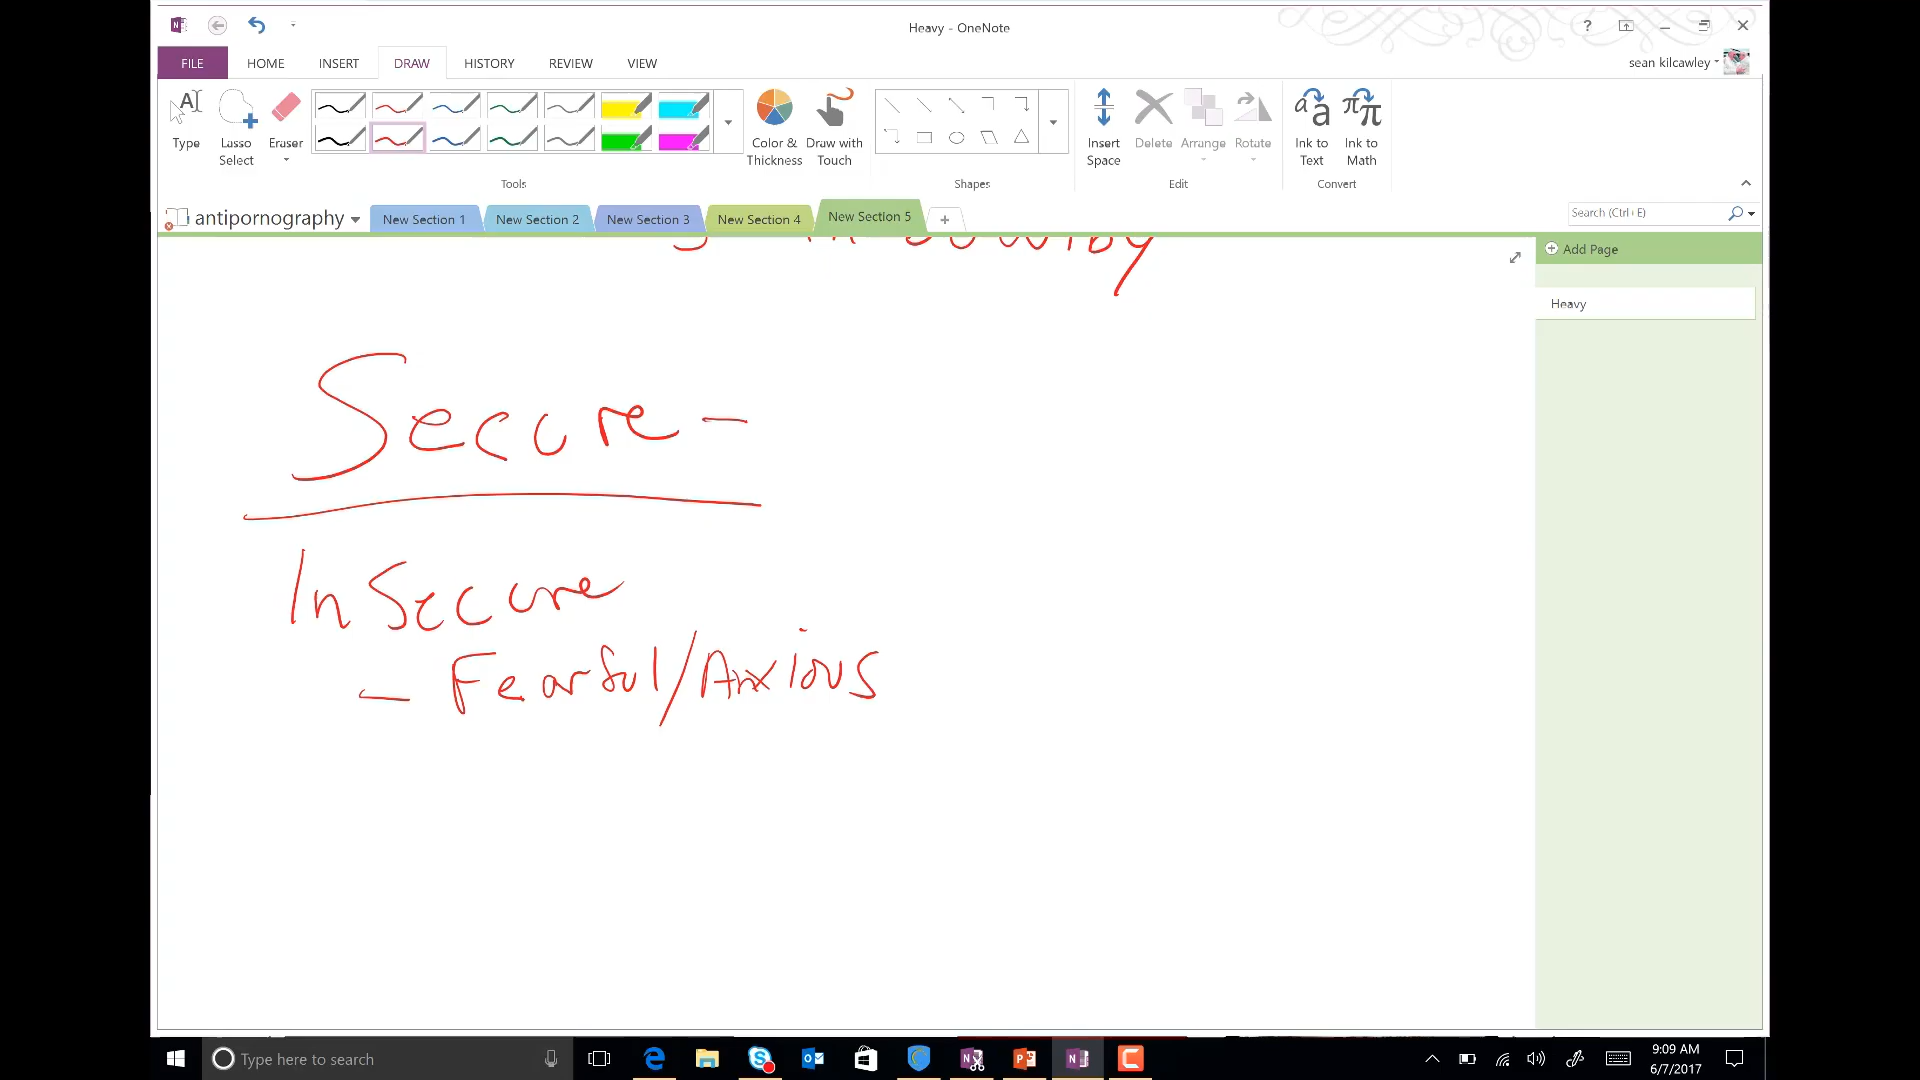 Heavy - OneNote
?
sean kilcawley
FILE HOME INSERT DRAW HISTORY REVIEW VIEW
Type
Lasso Select
Eraser
Color & Thickness
Draw with Touch
Insert Space
Delete
Arrange
Rotate
Ink to Text
Ink to Math
Tools
Shapes
Edit
Convert
antipornography
New Section 1
New Section 2
New Section 3
New Section 4
New Section 5
Search (Ctrl+E)
Add Page
Heavy
Bowlby
Secure -
InSecure
- Fearful/Anxious
Type here to search
9:09 AM
6/7/2017